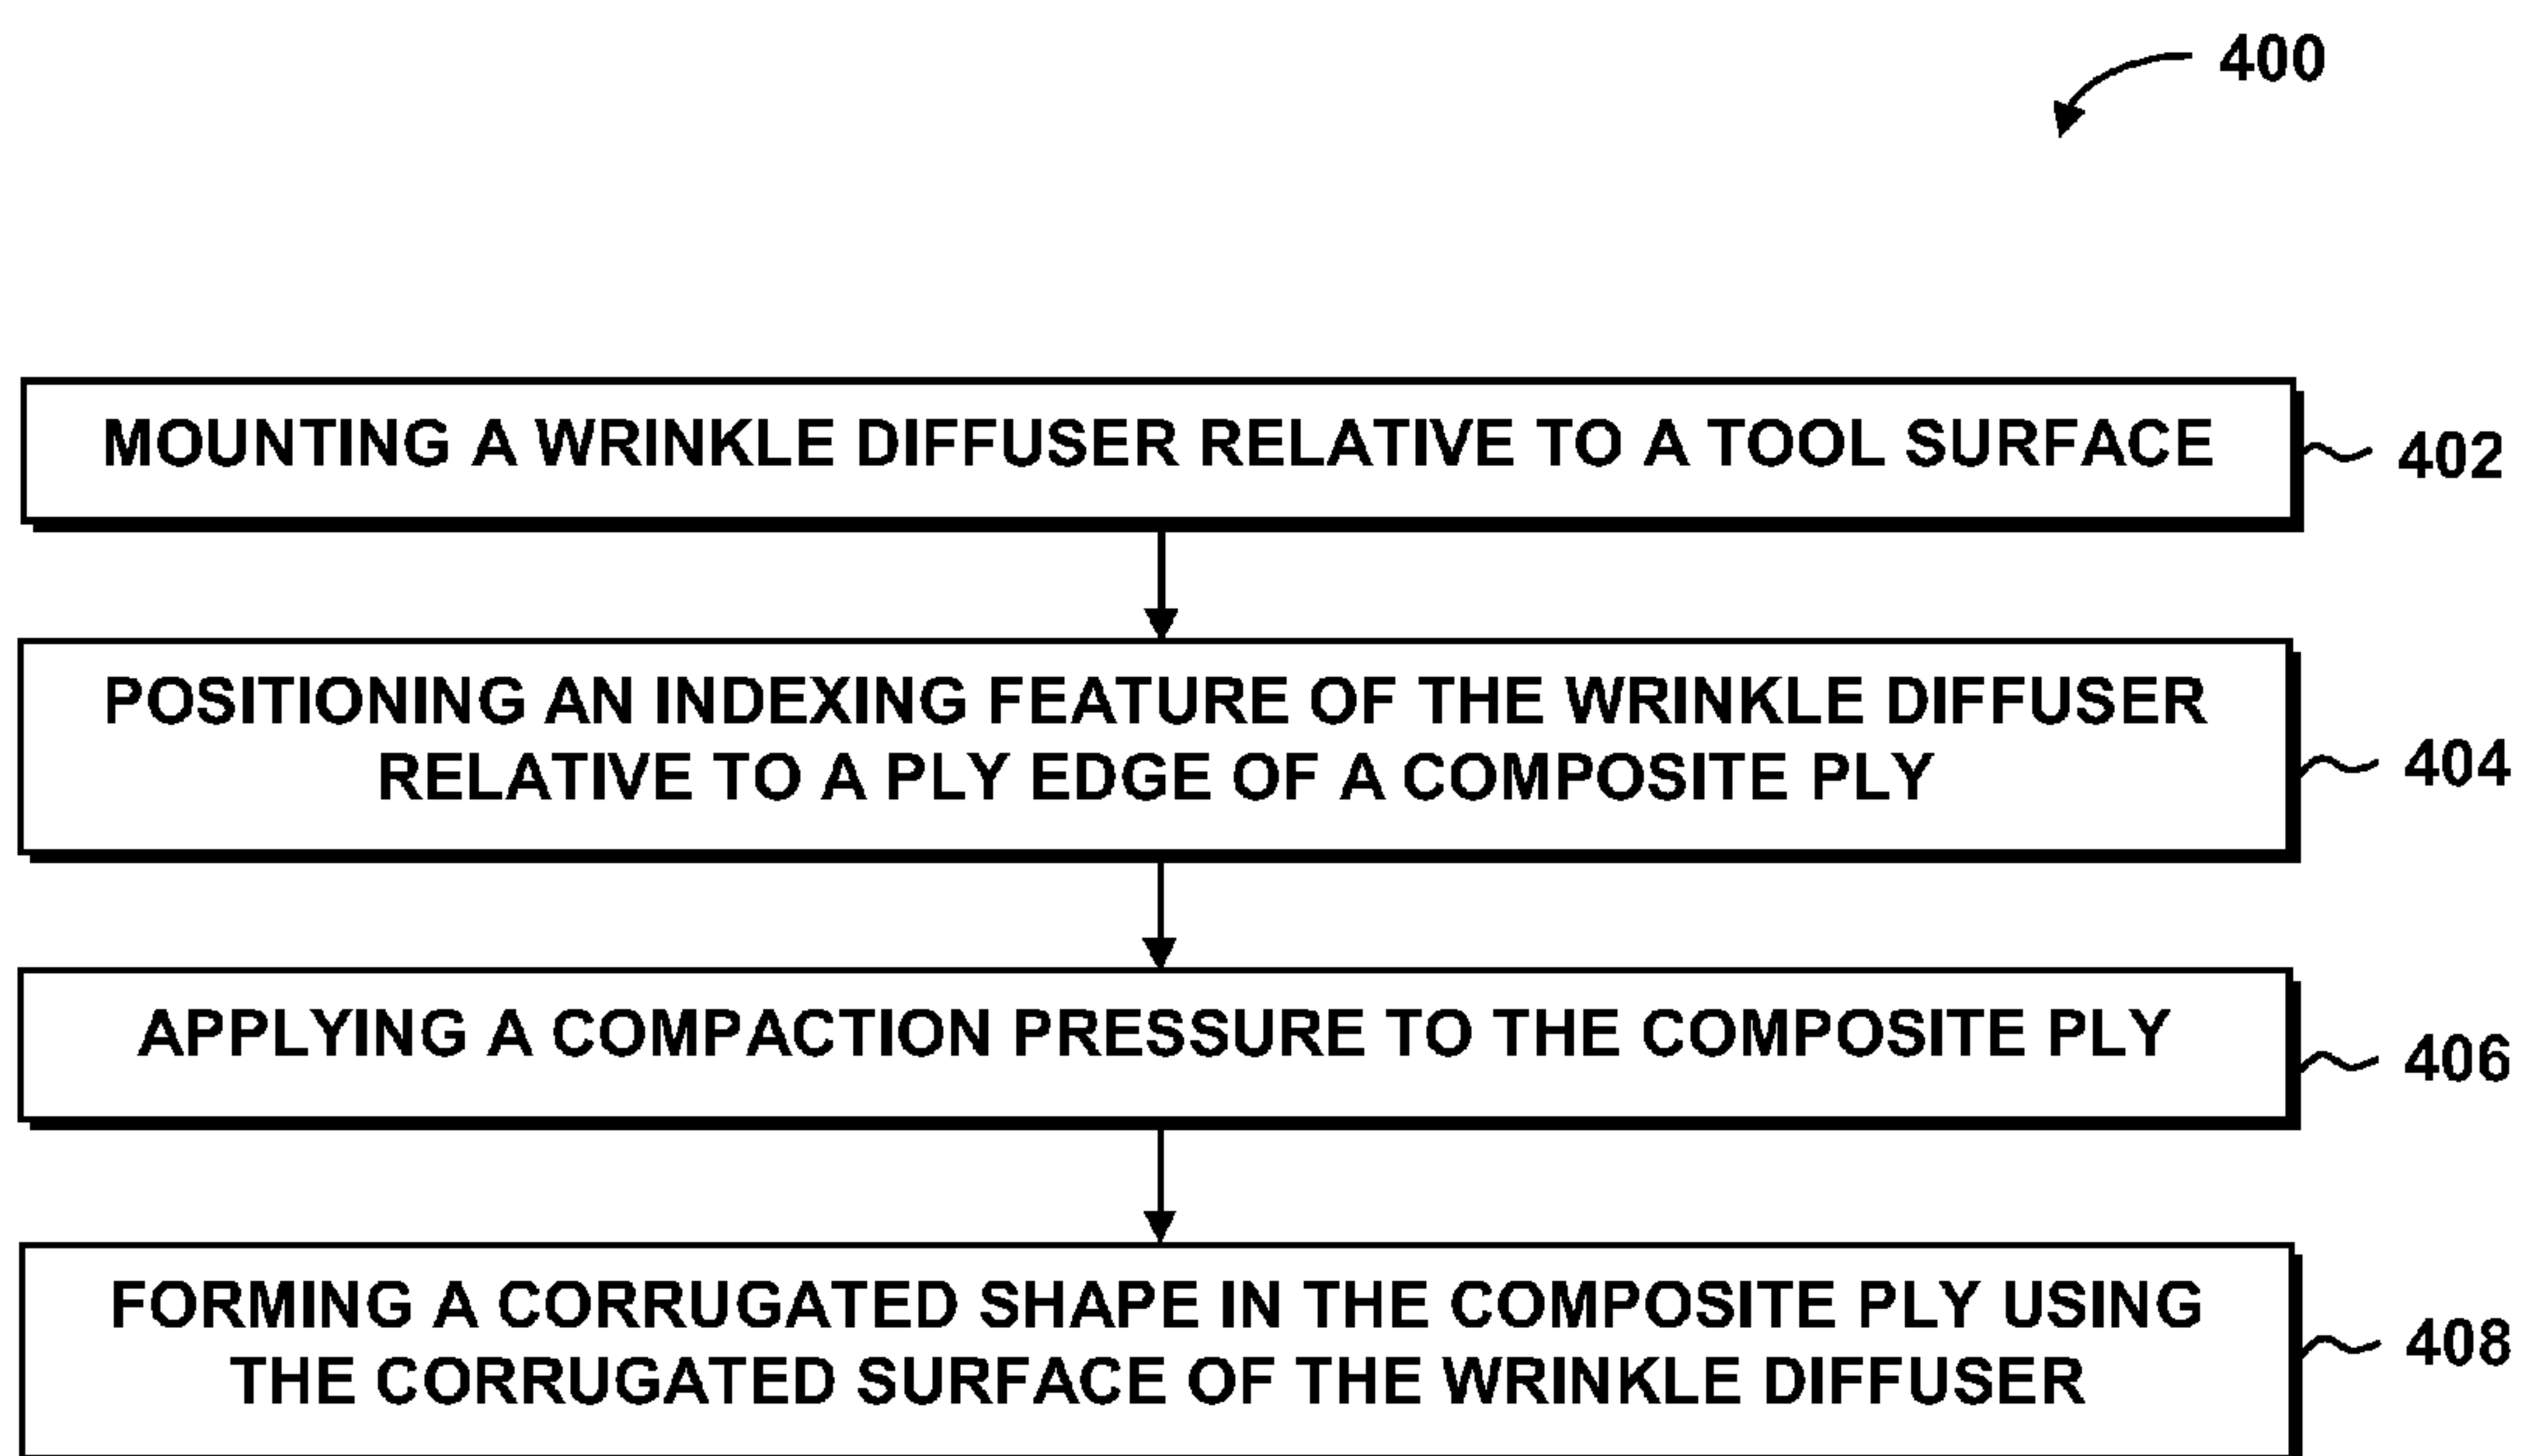 400
MOUNTING A WRINKLE DIFFUSER RELATIVE TO A TOOL SURFACE
402
POSITIONING AN INDEXING FEATURE OF THE WRINKLE DIFFUSER
RELATIVE TO A PLY EDGE OF A COMPOSITE PLY
404
APPLYING A COMPACTION PRESSURE TO THE COMPOSITE PLY
406
FORMING A CORRUGATED SHAPE IN THE COMPOSITE PLY USING
THE CORRUGATED SURFACE OF THE WRINKLE DIFFUSER
408